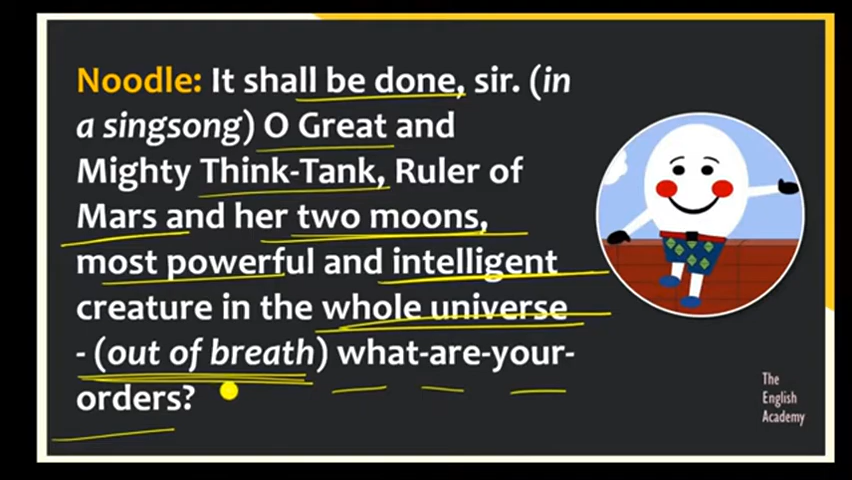 Noodle: It shall be done, sir. (in
a singsong) O Great and
Mighty Think-Tank, Ruler of
Mars and her two moons,
most powerful and intelligent
creature in the whole universe
- (out of breath) what-are-your-
orders?
The
English
Academy